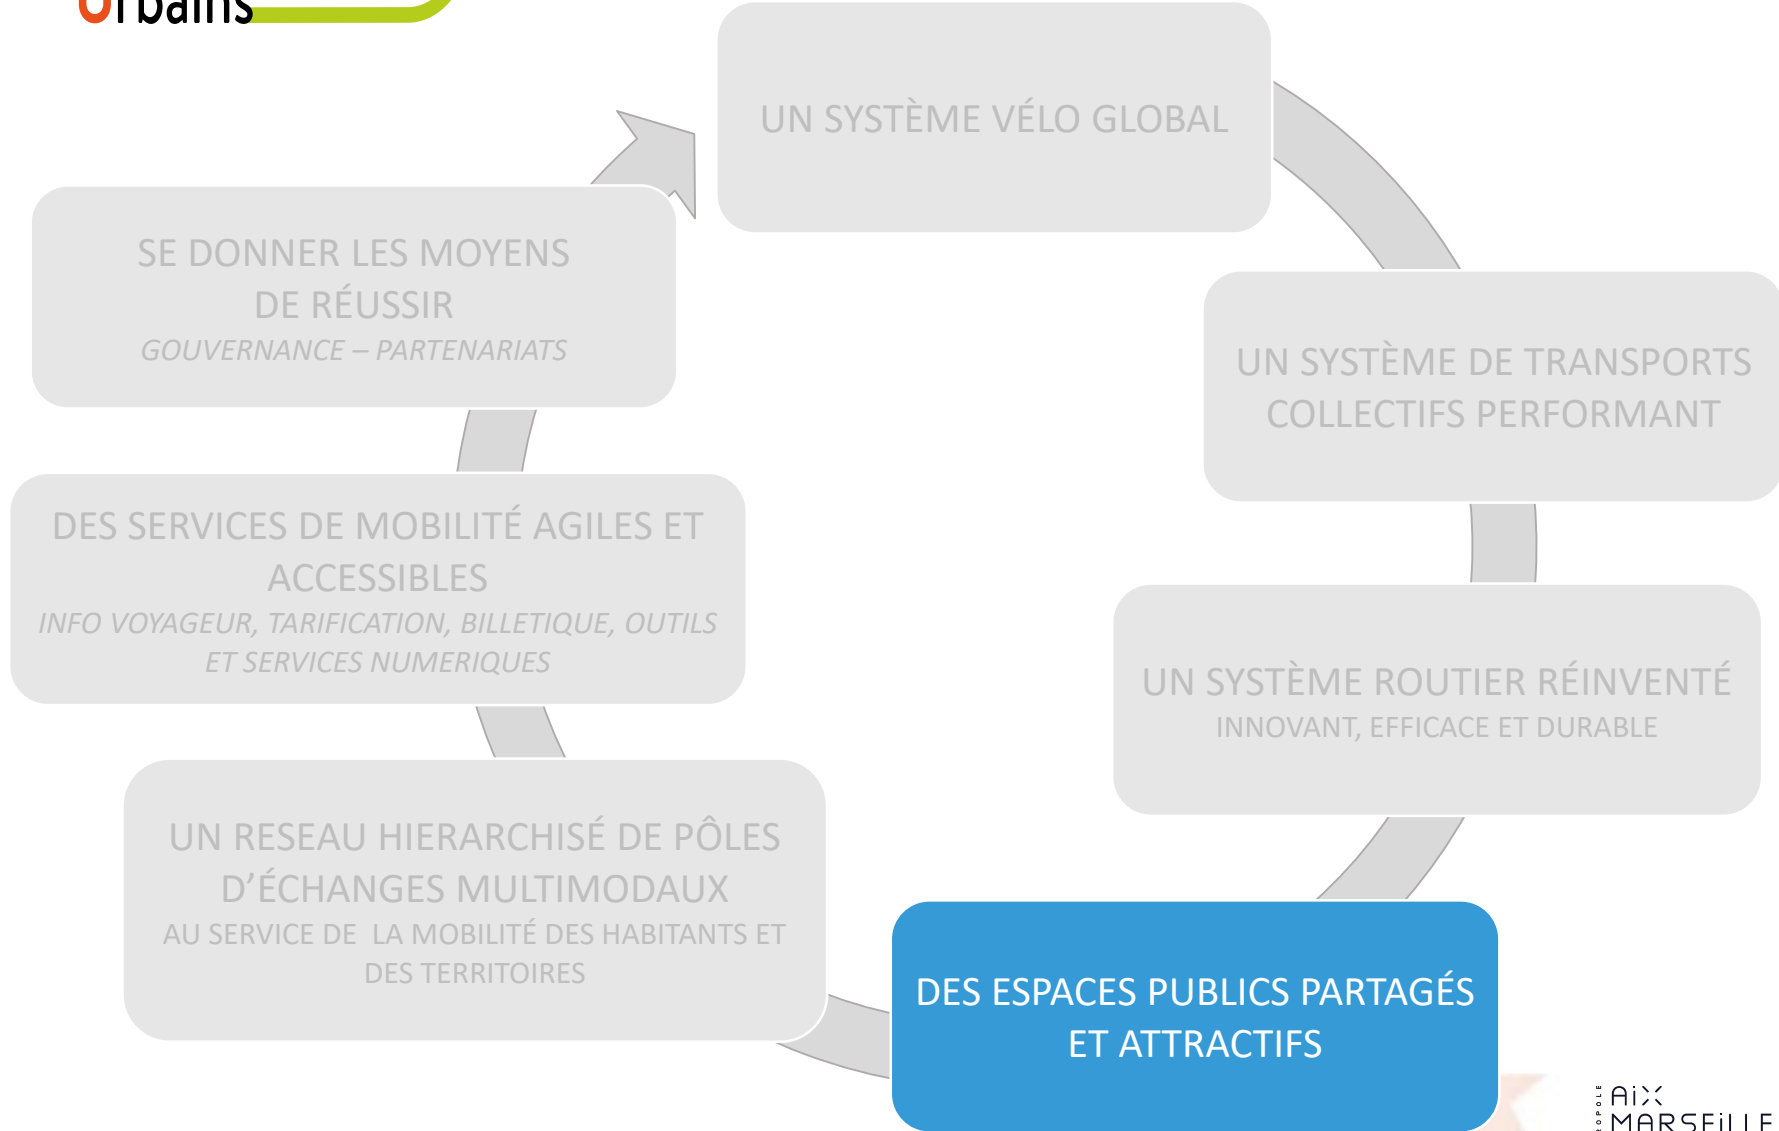 Urbains
UN SYSTÈME VÉLO GLOBAL
SE DONNER LES MOYENS
DE RÉUSSIR
GOUVERNANCE – PARTENARIATS
UN SYSTÈME DE TRANSPORTS
COLLECTIFS PERFORMANT
DES SERVICES DE MOBILITÉ AGILES ET
ACCESSIBLES
INFO VOYAGEUR, TARIFICATION, BILLETIQUE, OUTILS
ET SERVICES NUMERIQUES
UN SYSTÈME ROUTIER RÉINVENTÉ
INNOVANT, EFFICACE ET DURABLE
UN RESEAU HIERARCHISÉ DE PÔLES
D’ÉCHANGES MULTIMODAUX
AU SERVICE DE LA MOBILITÉ DES HABITANTS ET
DES TERRITOIRES
DES ESPACES PUBLICS PARTAGÉS
ET ATTRACTIFS
AiX
MARSEiLLE